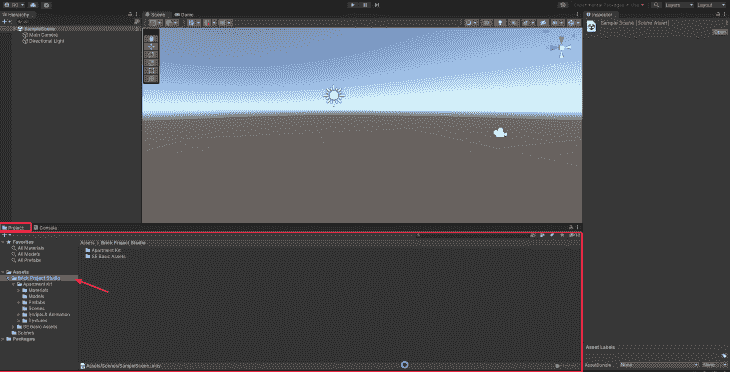 Hierarchy
Scene
Game
Inspector
Layers
Layout
SampleScene
Main Camera
Directional Light
Sample Scene (Scene Asset)
Open
Project
Console
Favorites
All Materials
All Models
All Prefabs
Assets
Brick Project Studio
Apartment Kit
Materials
Models
Prefabs
Scenes
Scripts & Animation
Textures
SE Basic Assets
Scenes
Packages
Assets > Brick Project Studio
Apartment Kit
SE Basic Assets
Assets/Scenes/SampleScene.unity
Asset Labels
AssetBundle
None
None